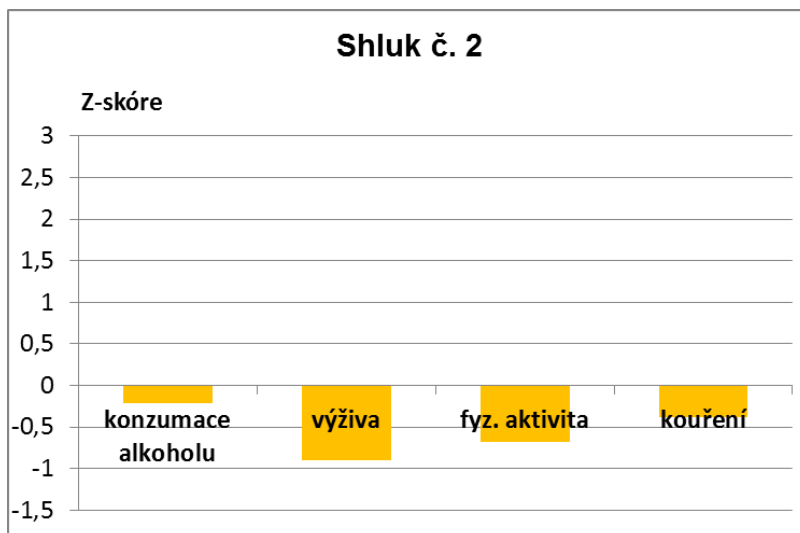 Shluk č. 2
Z-skóre
3
2,5
2
1,5
1
0,5
0
-0,5
-1
-1,5
konzumace
alkoholu
výživa
fyz. aktivita
kouření